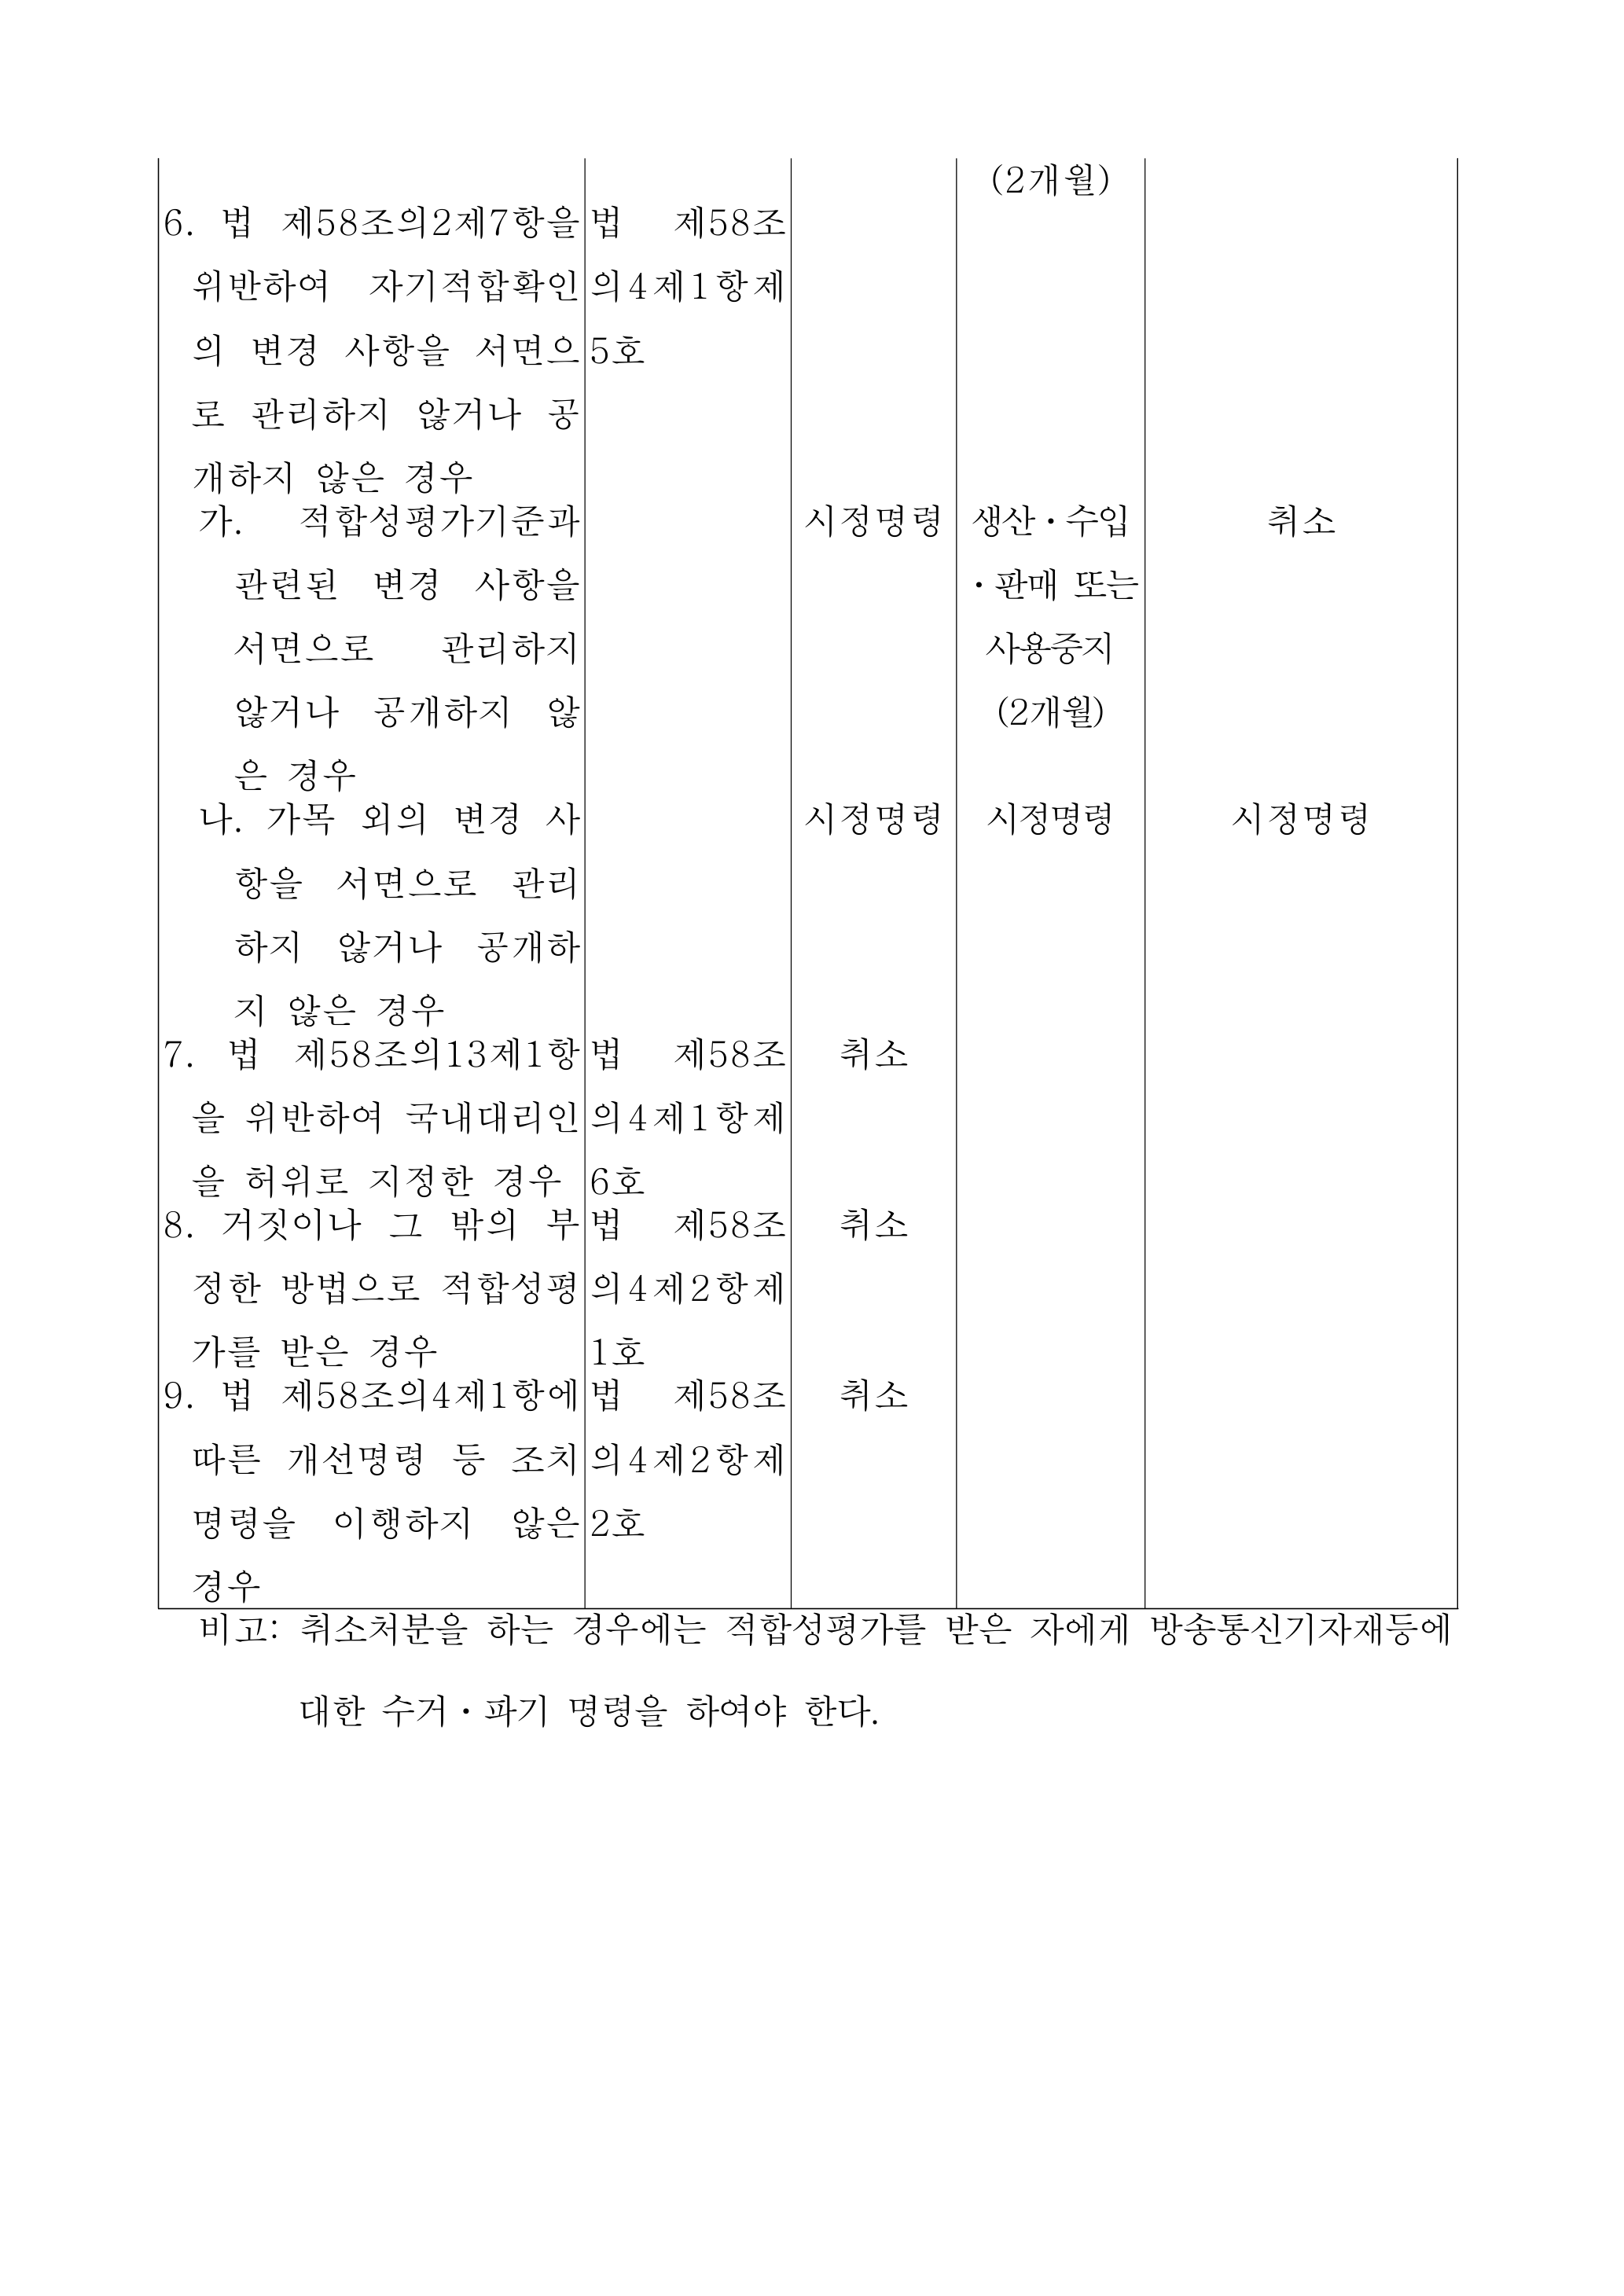 (2개월)
6. 법 제58조의2제7항을 법 제58조
위반하여 자기적합확인 의4제1항제
의 변경 사항을 서면으 5호
로 관리하지 않거나 공
개하지 않은 경우
가. 적합성평가기준과 시정명령 생산·수입 취소
관련된 변경 사항을 ·판매 또는
서면으로 관리하지 사용중지
않거나 공개하지 않 (2개월)
은 경우
나. 가목 외의 변경 사 시정명령 시정명령 시정명령
항을 서면으로 관리
하지 않거나 공개하
지 않은 경우
7. 법 제58조의13제1항 법 제58조 취소
을 위반하여 국내대리인 의4제1항제
을 허위로 지정한 경우 6호
8. 거짓이나 그 밖의 부 법 제58조 취소
정한 방법으로 적합성평 의4제2항제
가를 받은 경우 1호
9. 법 제58조의4제1항에 법 제58조 취소
따른 개선명령 등 조치 의4제2항제
명령을 이행하지 않은 2호
경우
비고: 취소처분을 하는 경우에는 적합성평가를 받은 자에게 방송통신기자재등에
대한 수거·파기 명령을 하여야 한다.